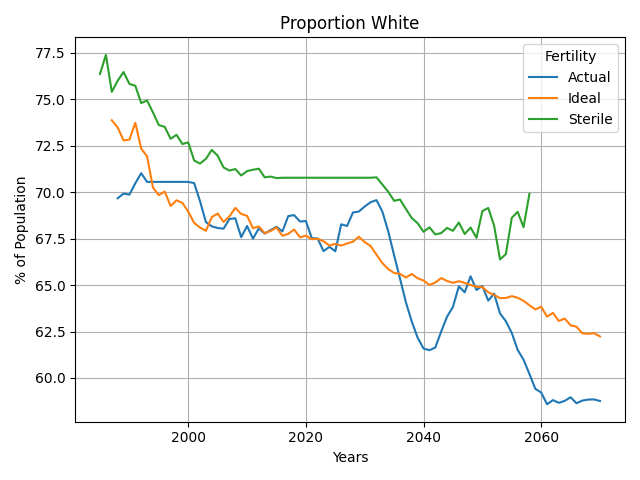 Proportion White
77.5
75.0
72.5
70.0
67.5
65.0
62.5
60.0
% of Population
2000
2020
2040
2060
Years
Fertility
Actual
Ideal
Sterile